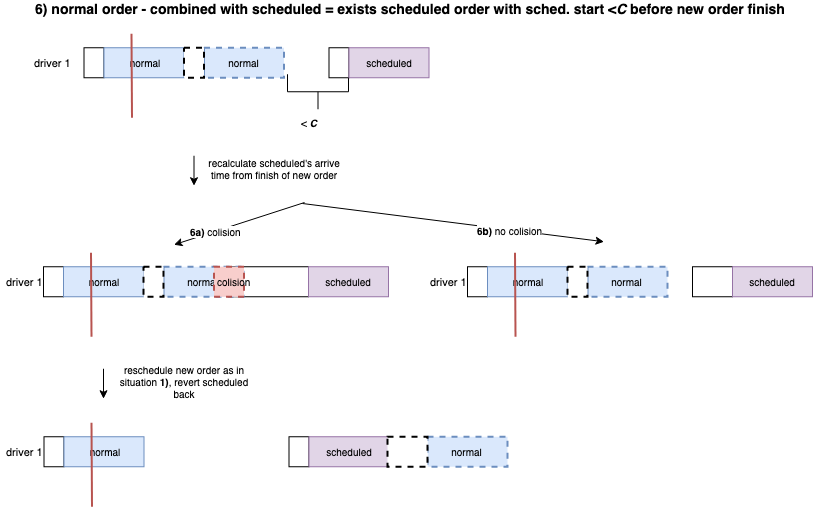 6) normal order - combined with scheduled = exists scheduled order with sched. start <C before new order finish
driver 1
normal
normal
scheduled
< C
recalculate scheduled's arrive
time from finish of new order
6a) colision
6b) no colision
driver 1
normal
normal
colision
scheduled
driver 1
normal
normal
scheduled
reschedule new order as in
situation 1), revert scheduled
back
driver 1
normal
scheduled
normal